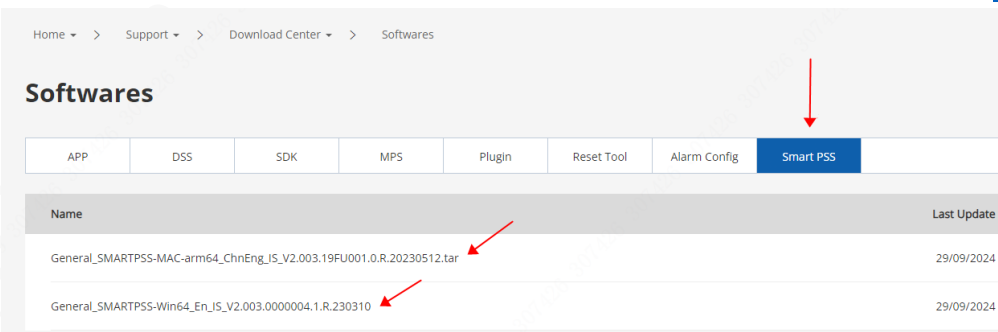 Home > Support > Download Center > Softwares
Softwares
APP DSS SDK MPS Plugin Reset Tool Alarm Config Smart PSS
Name Last Update
General_SMARTPSS-MAC-arm64_ChnEng_IS_V2.003.19FU001.0.R.20230512.tar 29/09/2024
General_SMARTPSS-Win64_En_IS_V2.003.0000004.1.R.230310 29/09/2024